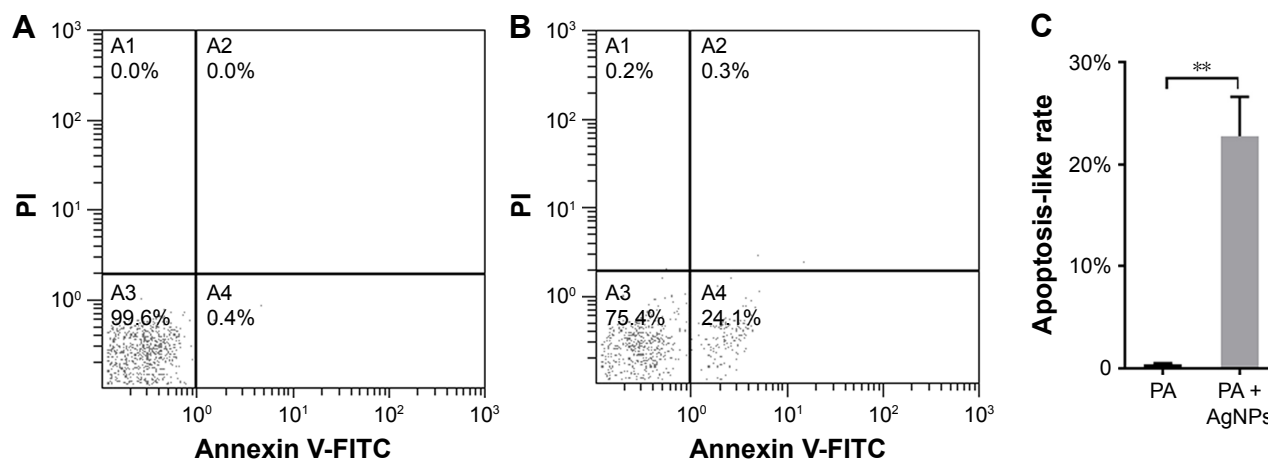 A
10³
10²
10¹
10⁰
PI
A1
0.0%
A2
0.0%
A3
99.6%
A4
0.4%
10⁰
10¹
10²
10³
Annexin V-FITC
B
10³
10²
10¹
10⁰
PI
A1
0.2%
A2
0.3%
A3
75.4%
A4
24.1%
10⁰
10¹
10²
10³
Annexin V-FITC
C
Apoptosis-like rate
30%
20%
10%
0
**
PA
PA +
AgNPs